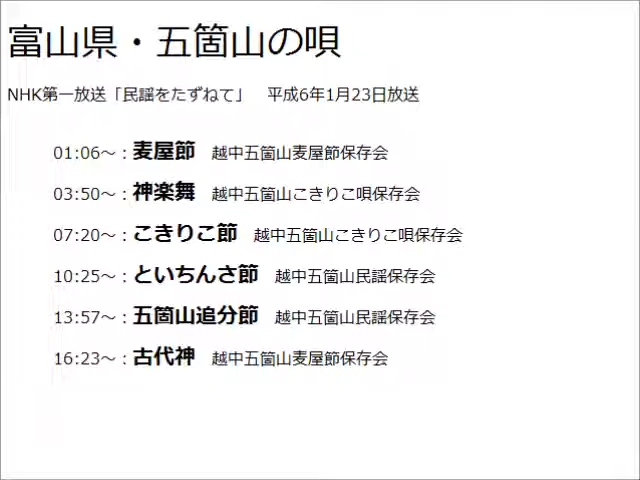 富山県・五箇山の唄
NHK第一放送「民謡をたずねて」　平成6年1月23日放送
01:06～：麦屋節　越中五箇山麦屋節保存会
03:50～：神楽舞　越中五箇山こきりこ唄保存会
07:20～：こきりこ節　越中五箇山こきりこ唄保存会
10:25～：といちんさ節　越中五箇山民謡保存会
13:57～：五箇山追分節　越中五箇山民謡保存会
16:23～：古代神　越中五箇山麦屋節保存会